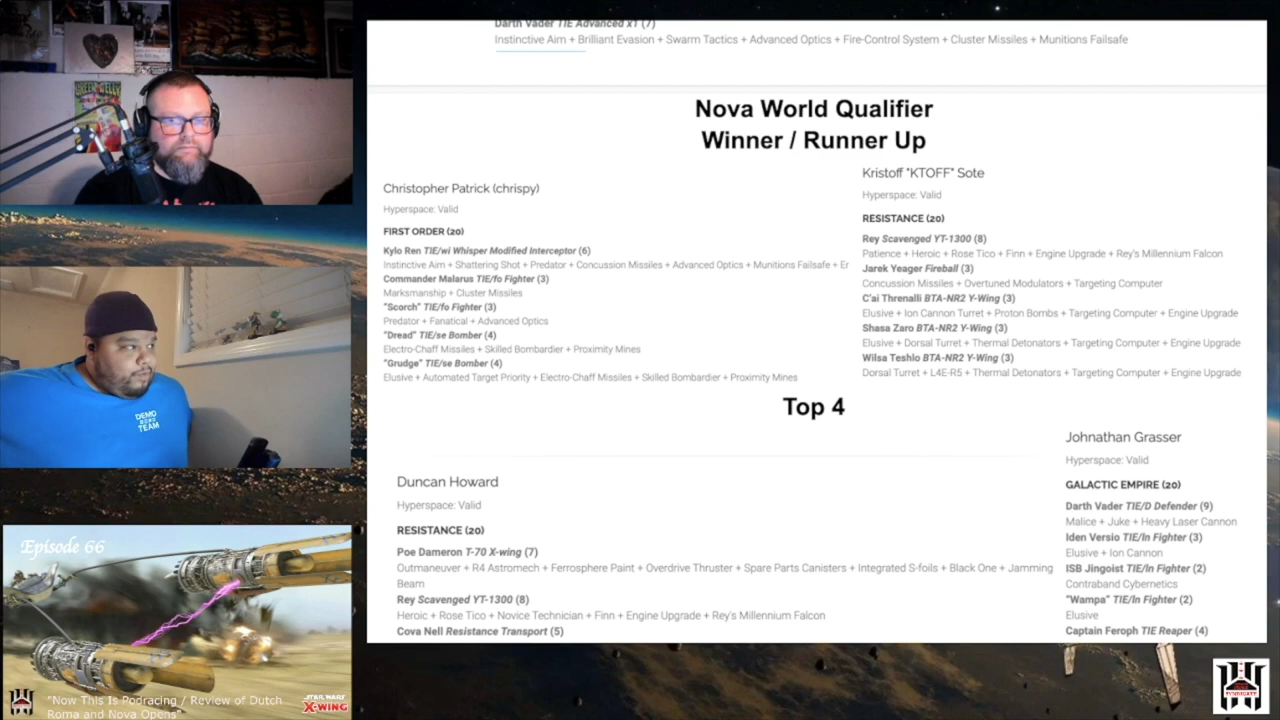 Darth Vader TIE Advanced x1 (7)
Instinctive Aim + Brilliant Evasion + Swarm Tactics + Advanced Optics + Fire-Control System + Cluster Missiles + Munitions Failsafe
Nova World Qualifier
Winner / Runner Up
Christopher Patrick (chrispy)
Hyperspace: Valid
FIRST ORDER (20)
Kylo Ren TIE/wi Whisper Modified Interceptor (6)
Instinctive Aim + Shattering Shot + Predator + Concussion Missiles + Advanced Optics + Munitions Failsafe + Er
Commander Malarus TIE/fo Fighter (3)
Marksmanship + Cluster Missiles
"Scorch" TIE/fo Fighter (3)
Predator + Fanatical + Advanced Optics
"Dread" TIE/se Bomber (4)
Electro-Chaff Missiles + Skilled Bombardier + Proximity Mines
"Grudge" TIE/se Bomber (4)
Elusive + Automated Target Priority + Electro-Chaff Missiles + Skilled Bombardier + Proximity Mines
Kristoff "KTOFF" Sote
Hyperspace: Valid
RESISTANCE (20)
Rey Scavenged YT-1300 (8)
Patience + Heroic + Rose Tico + Finn + Engine Upgrade + Rey's Millennium Falcon
Jarek Yeager Fireball (3)
Concussion Missiles + Overtuned Modulators + Targeting Computer
C'ai Threnalli BTA-NR2 Y-Wing (3)
Elusive + Ion Cannon Turret + Proton Bombs + Targeting Computer + Engine Upgrade
Shasa Zaro BTA-NR2 Y-Wing (3)
Elusive + Dorsal Turret + Thermal Detonators + Targeting Computer + Engine Upgrade
Wilsa Teshlo BTA-NR2 Y-Wing (3)
Dorsal Turret + L4E-R5 + Thermal Detonators + Targeting Computer + Engine Upgrade
Top 4
Duncan Howard
Hyperspace: Valid
RESISTANCE (20)
Poe Dameron T-70 X-wing (7)
Outmaneuver + R4 Astromech + Ferrosphere Paint + Overdrive Thruster + Spare Parts Canisters + Integrated S-foils + Black One + Jamming
Beam
Rey Scavenged YT-1300 (8)
Heroic + Rose Tico + Novice Technician + Finn + Engine Upgrade + Rey's Millennium Falcon
Cova Nell Resistance Transport (5)
Johnathan Grasser
Hyperspace: Valid
GALACTIC EMPIRE (20)
Darth Vader TIE/D Defender (9)
Malice + Juke + Heavy Laser Cannon
Iden Versio TIE/ln Fighter (3)
Elusive + Ion Cannon
ISB Jingoist TIE/ln Fighter (2)
Contraband Cybernetics
"Wampa" TIE/ln Fighter (2)
Elusive
Captain Feroph TIE Reaper (4)
DEMO
TEAM
Episode 66
"Now This Is Podracing / Review of Dutch
Roma and Nova Opens"
STAR WARS
X-WING